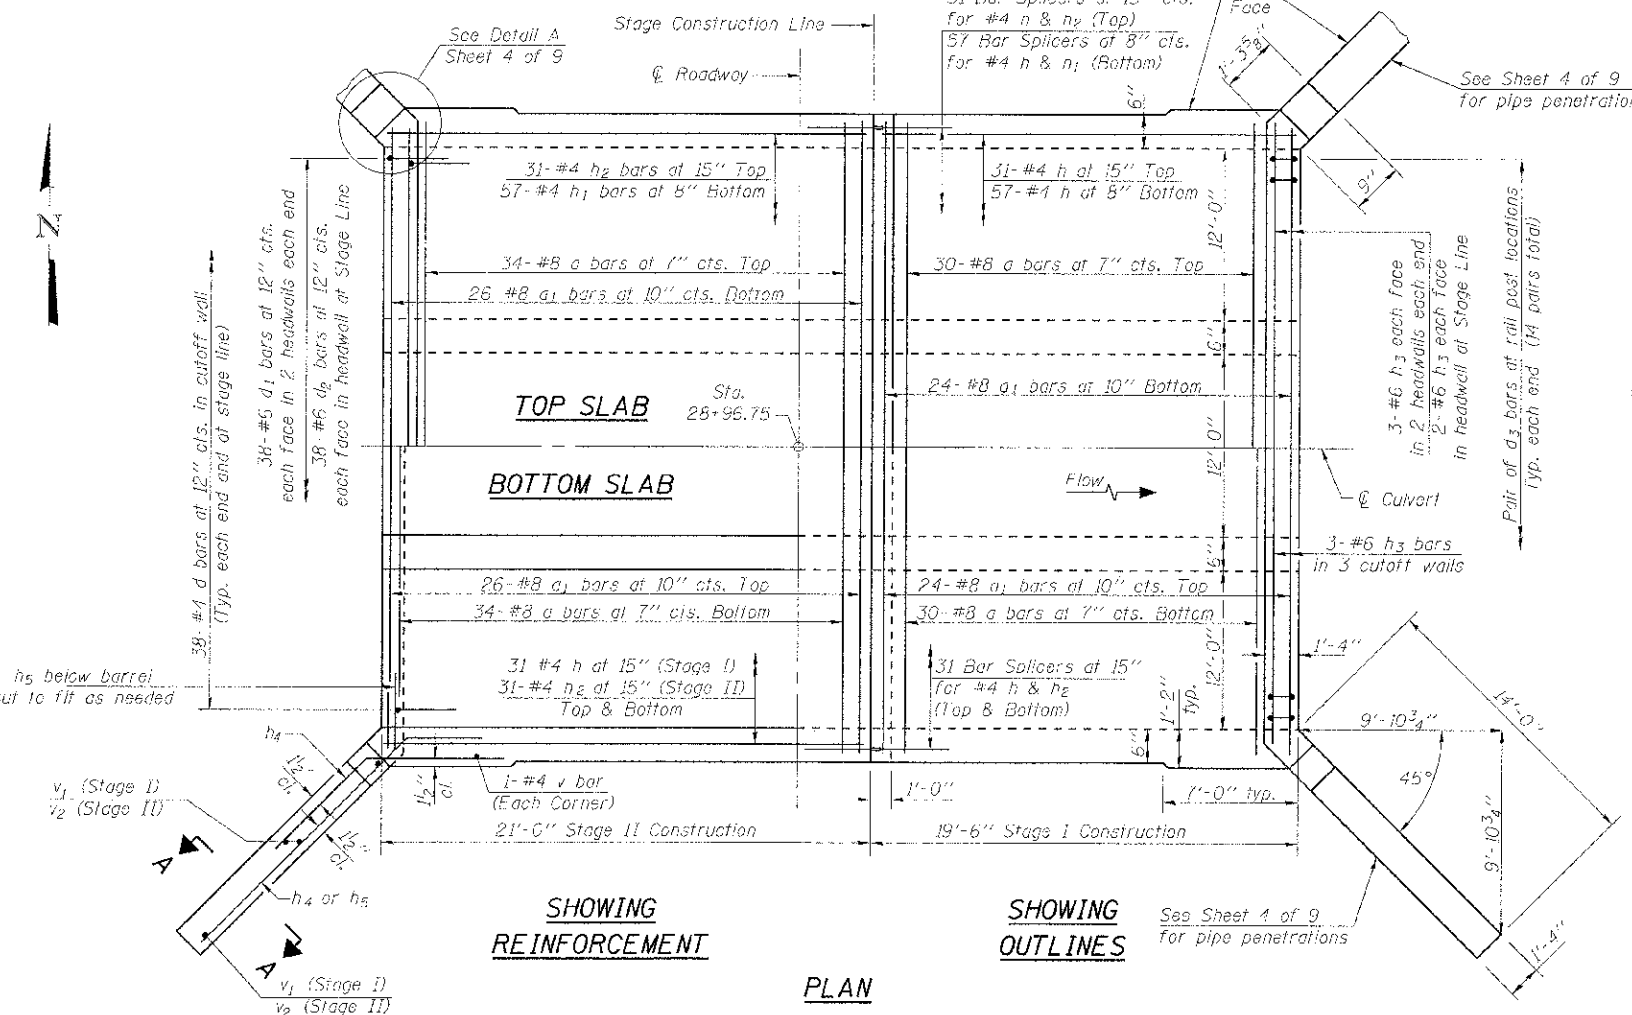 Stage Construction Line
℄ Roadway
See Detail A
Sheet 4 of 9
for #4 h & h2 (Top)
57 Bar Splicers at 8" cts.
for #4 h & h1 (Bottom)
Face
1'-3 5/8"
6"
See Sheet 4 of 9
for pipe
9"
N
31-#4 h2 bars at 15" Top
57-#4 h1 bars at 8" Bottom
31-#4 h at 15" Top
57-#4 h at 8" Bottom
12'-0"
34-#8 a bars at 7" cts. Top
30-#8 a bars at 7" cts. Top
26-#8 a1 bars at 10" cts. Bottom
6"
24-#8 a1 bars at 10" Bottom
38-#4 d bars at 12" cts. in cutoff wall
(Typ. each end and at stage line)
38-#5 d1 bars at 12" cts.
each face in 2 headwalls each end
38 #6 d2 bars at 12" cts.
each face in headwall at Stage Line
3-#6 h3 each face
in 2 headwalls each end
2-#6 h3 each face
in headwall at Stage Line
Pair of d3 bars at rail post locations
Typ. each end (14 pairs total)
TOP SLAB
Sta.
28+96.75
12'-0"
BOTTOM SLAB
Flow
℄ Culvert
3-#6 h3 bars
in 3 cutoff walls
6"
26-#8 a1 bars at 10" cts. Top
24-#8 a1 bars at 10" cts. Top
34-#8 a bars at 7" cts. Bottom
30-#8 a bars at 7" cts. Bottom
12'-0"
1'-4"
31 #4 h at 15" (Stage I)
31-#4 h2 at 15" (Stage II)
Top & Bottom
31 Bar Splicers at 15"
for #4 h & h2
(Top & Bottom)
1'-2"
typ.
6"
h5 below barrel
to fit as needed
h4
1½"
cl.
v1 (Stage I)
v2 (Stage II)
1½"
cl.
1½"
cl.
1-#4 v bar
(Each Corner)
1'-0"
7'-0" typ.
9'-10¾"
14'-0"
45°
9'-10¾"
21'-0" Stage II Construction
19'-6" Stage I Construction
A
h4 or h5
A
v1 (Stage I)
v2 (Stage II)
SHOWING
REINFORCEMENT
SHOWING
OUTLINES
See Sheet 4 of 9
for pipe penetrations
1'-4"
PLAN